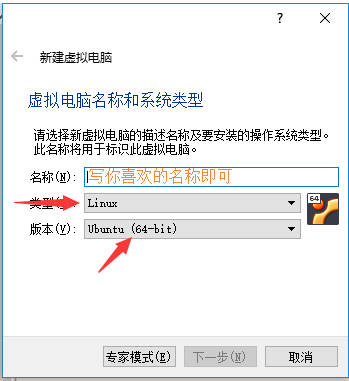 ?
新建虚拟电脑
虚拟电脑名称和系统类型
请选择新虚拟电脑的描述名称及要安装的操作系统类型。
此名称将用于标识此虚拟电脑。
名称(N): 写你喜欢的名称即可
类型 Linux
64
版本(V): Ubuntu (64-bit)
专家模式(E) 下一步(N) 取消